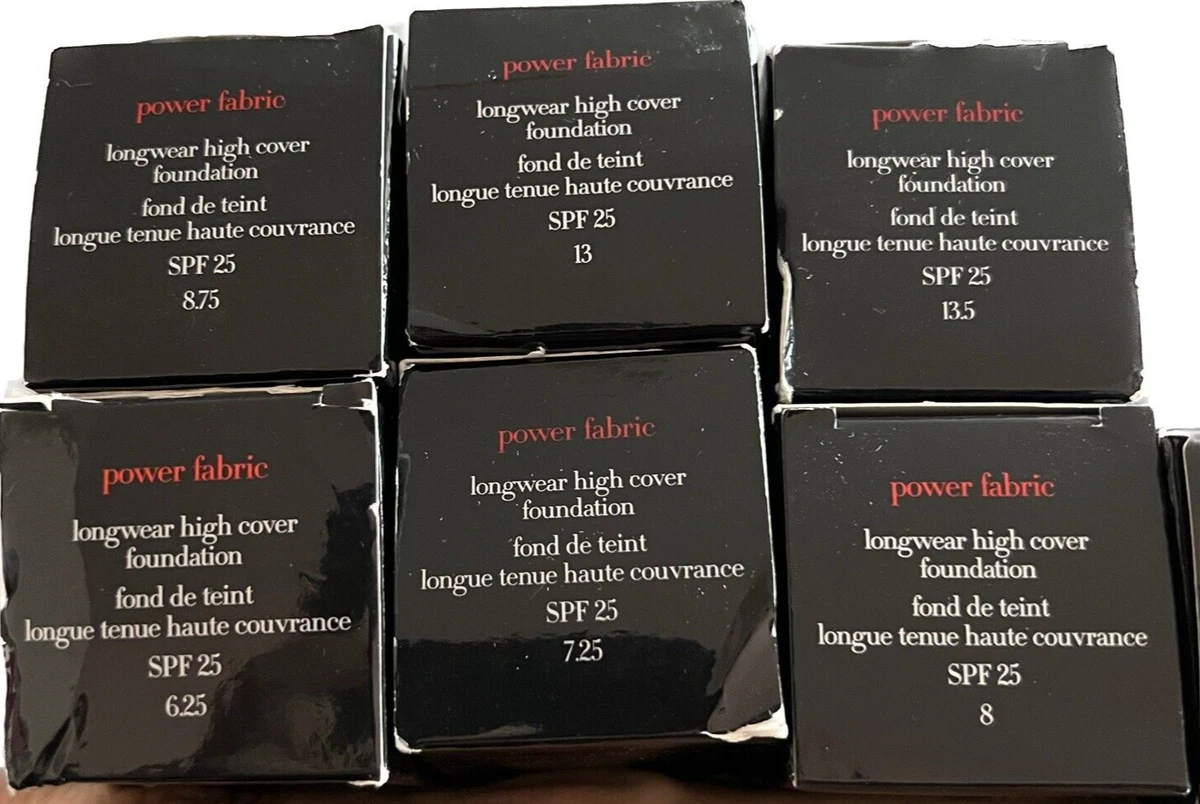 power fabric
longwear high cover
foundation
fond de teint
longue tenue haute couvrance
SPF 25
8.75
power fabric
longwear high cover
foundation
fond de teint
longue tenue haute couvrance
SPF 25
13
power fabric
longwear high cover
foundation
fond de teint
longue tenue haute couvrance
SPF 25
13.5
power fabric
longwear high cover
foundation
fond de teint
longue tenue haute couvrance
SPF 25
6.25
power fabric
longwear high cover
foundation
fond de teint
longue tenue haute couvrance
SPF 25
7.25
power fabric
longwear high cover
foundation
fond de teint
longue tenue haute couvrance
SPF 25
8